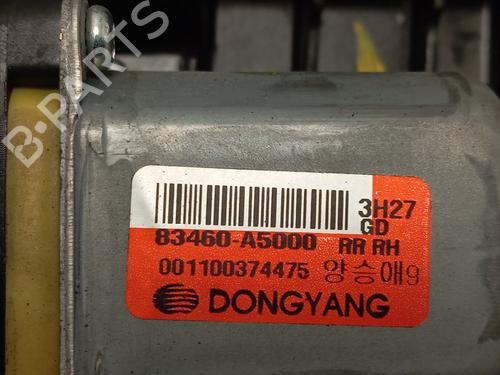 B-PARTS
3H27
GD
83460-A5000 RR RH
001100374475 양승애9
DONGYANG